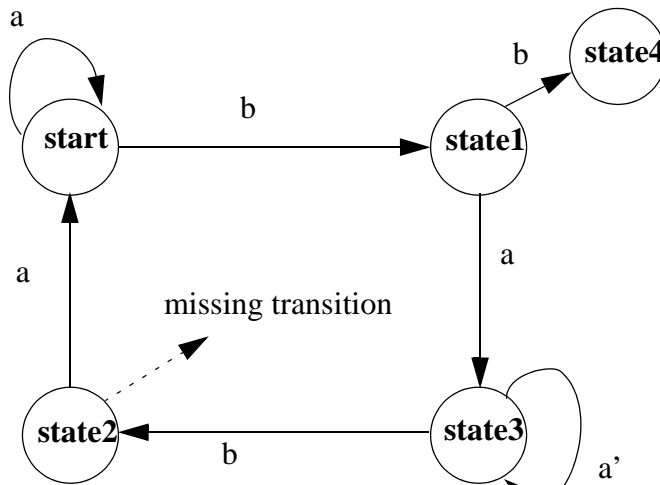 a
state4
b
b
start
state1
a
a
missing transition
state2
state3
b
a’